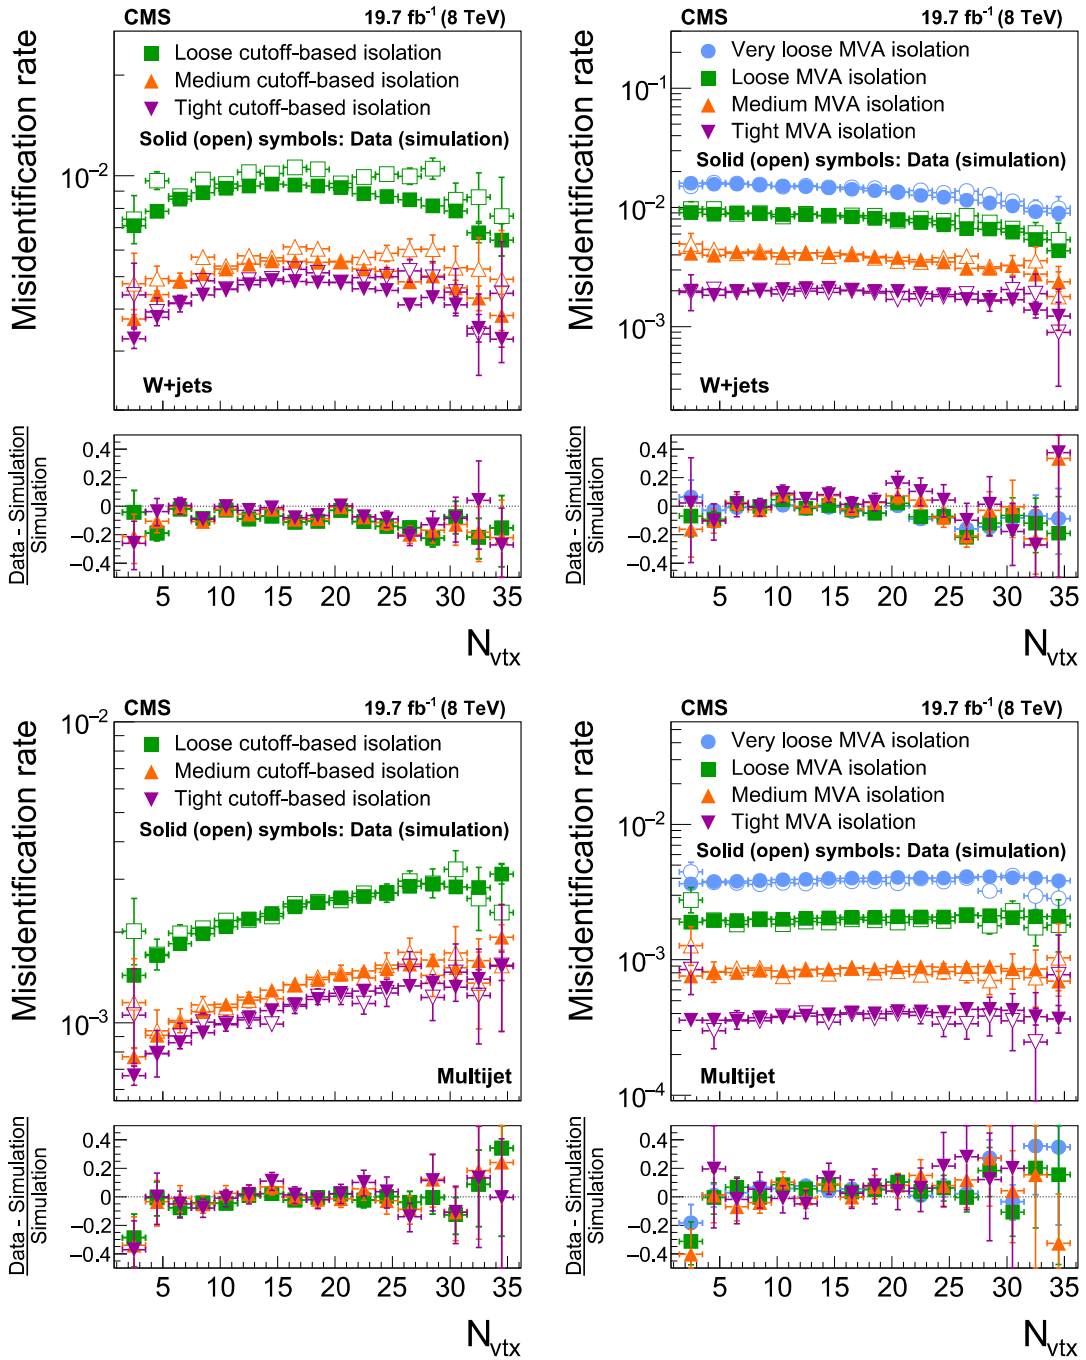 CMS 19.7 fb⁻¹ (8 TeV)
Misidentification rate
Loose cutoff-based isolation
Medium cutoff-based isolation
Tight cutoff-based isolation
Solid (open) symbols: Data (simulation)
10⁻²
W+jets
Data - Simulation
Simulation
0.4
0.2
0
−0.2
−0.4
5 10 15 20 25 30 35
N_vtx
CMS 19.7 fb⁻¹ (8 TeV)
Misidentification rate
Very loose MVA isolation
Loose MVA isolation
Medium MVA isolation
Tight MVA isolation
Solid (open) symbols: Data (simulation)
10⁻¹
10⁻²
10⁻³
W+jets
Data - Simulation
Simulation
0.4
0.2
0
−0.2
−0.4
5 10 15 20 25 30 35
N_vtx
CMS 19.7 fb⁻¹ (8 TeV)
Misidentification rate
10⁻²
Loose cutoff-based isolation
Medium cutoff-based isolation
Tight cutoff-based isolation
Solid (open) symbols: Data (simulation)
10⁻³
Multijet
Data - Simulation
Simulation
0.4
0.2
0
−0.2
−0.4
5 10 15 20 25 30 35
N_vtx
CMS 19.7 fb⁻¹ (8 TeV)
Misidentification rate
Very loose MVA isolation
Loose MVA isolation
Medium MVA isolation
Tight MVA isolation
Solid (open) symbols: Data (simulation)
10⁻²
10⁻³
10⁻⁴
Multijet
Data - Simulation
Simulation
0.4
0.2
0
−0.2
−0.4
5 10 15 20 25 30 35
N_vtx